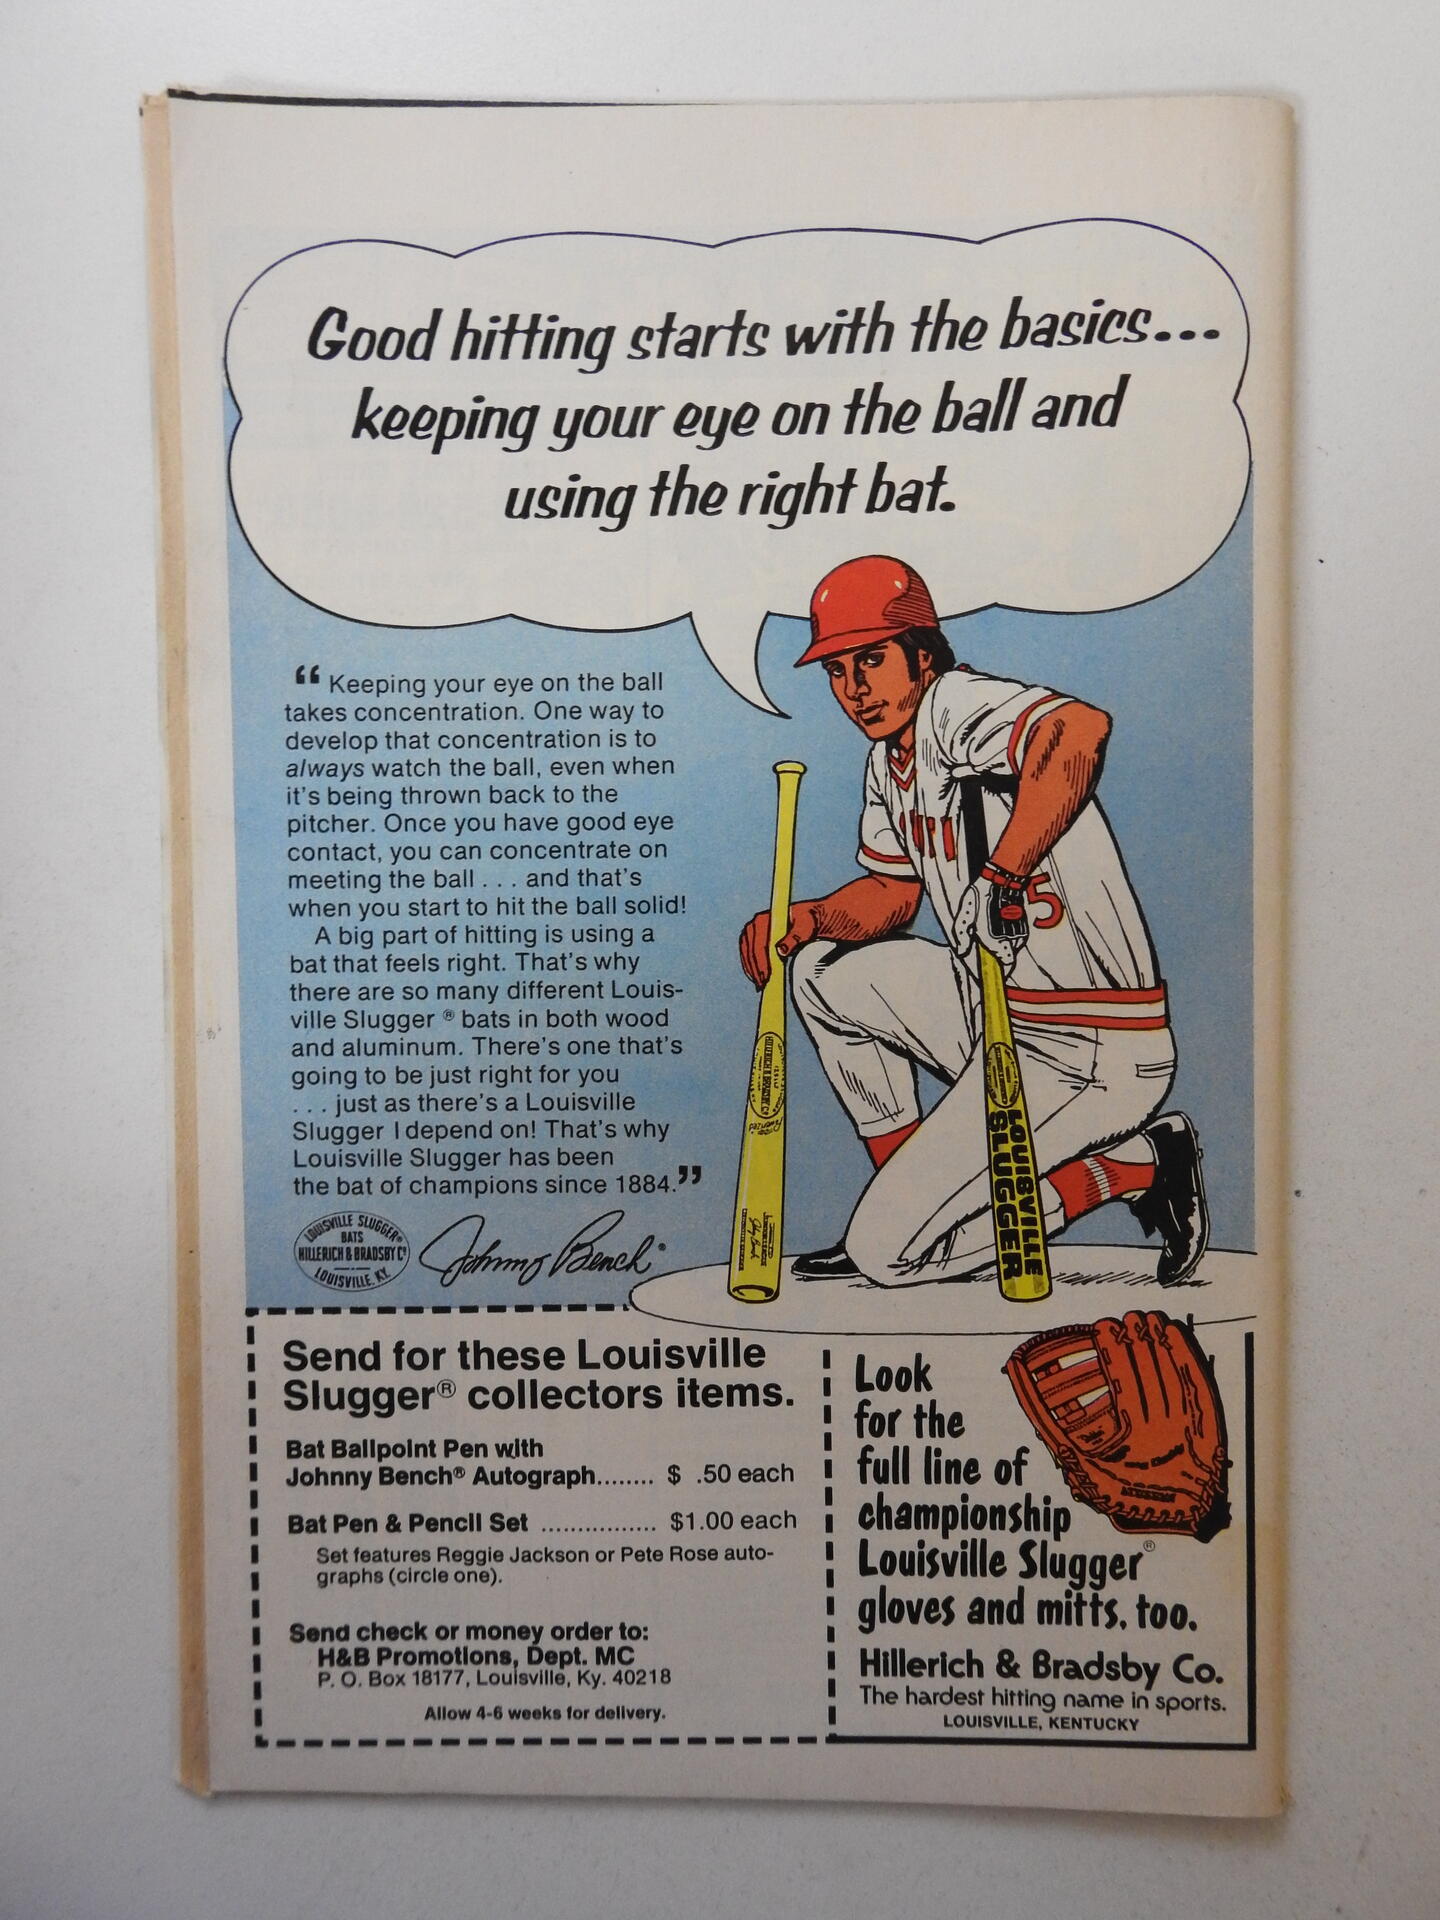 Good hitting starts with the basics...
keeping your eye on the ball and
using the right bat.
“Keeping your eye on the ball
takes concentration. One way to
develop that concentration is to
always watch the ball, even when
it's being thrown back to the
pitcher. Once you have good eye
contact, you can concentrate on
meeting the ball . . . and that's
when you start to hit the ball solid!
A big part of hitting is using a
bat that feels right. That's why
there are so many different Louis-
ville Slugger ® bats in both wood
and aluminum. There's one that's
going to be just right for you
. . . just as there's a Louisville
Slugger I depend on! That's why
Louisville Slugger has been
the bat of champions since 1884.”
5
HILLERICH & BRADSBY Co
LOUISVILLE
SLUGGER
LOUISVILLE SLUGGER®
BATS
HILLERICH & BRADSBY Co
LOUISVILLE, KY.
Johnny Bench®
Send for these Louisville
Slugger® collectors items.
Bat Ballpoint Pen with
Johnny Bench® Autograph........ $ .50 each
Bat Pen & Pencil Set ................ $1.00 each
Set features Reggie Jackson or Pete Rose auto-
graphs (circle one).
Send check or money order to:
H&B Promotions, Dept. MC
P. O. Box 18177, Louisville, Ky. 40218
Allow 4-6 weeks for delivery.
Look
for the
full line of
championship
Louisville Slugger®
gloves and mitts, too.
Hillerich & Bradsby Co.
The hardest hitting name in sports.
LOUISVILLE, KENTUCKY